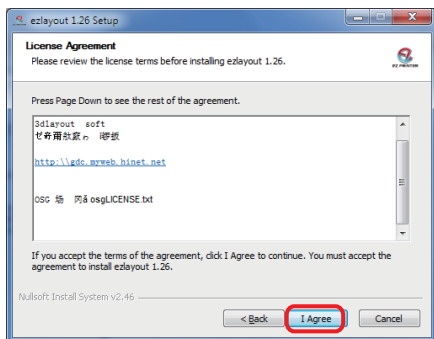 ezlayout 1.26 Setup
License Agreement
Please review the license terms before installing ezlayout 1.26.
EZ PRINTER
Press Page Down to see the rest of the agreement.
3dlayout soft
http:\\gdc.myweb.hinet.net
OSG 场 osgLICENSE.txt
If you accept the terms of the agreement, click I Agree to continue. You must accept the
agreement to install ezlayout 1.26.
Nullsoft Install System v2.46
< Back
I Agree
Cancel